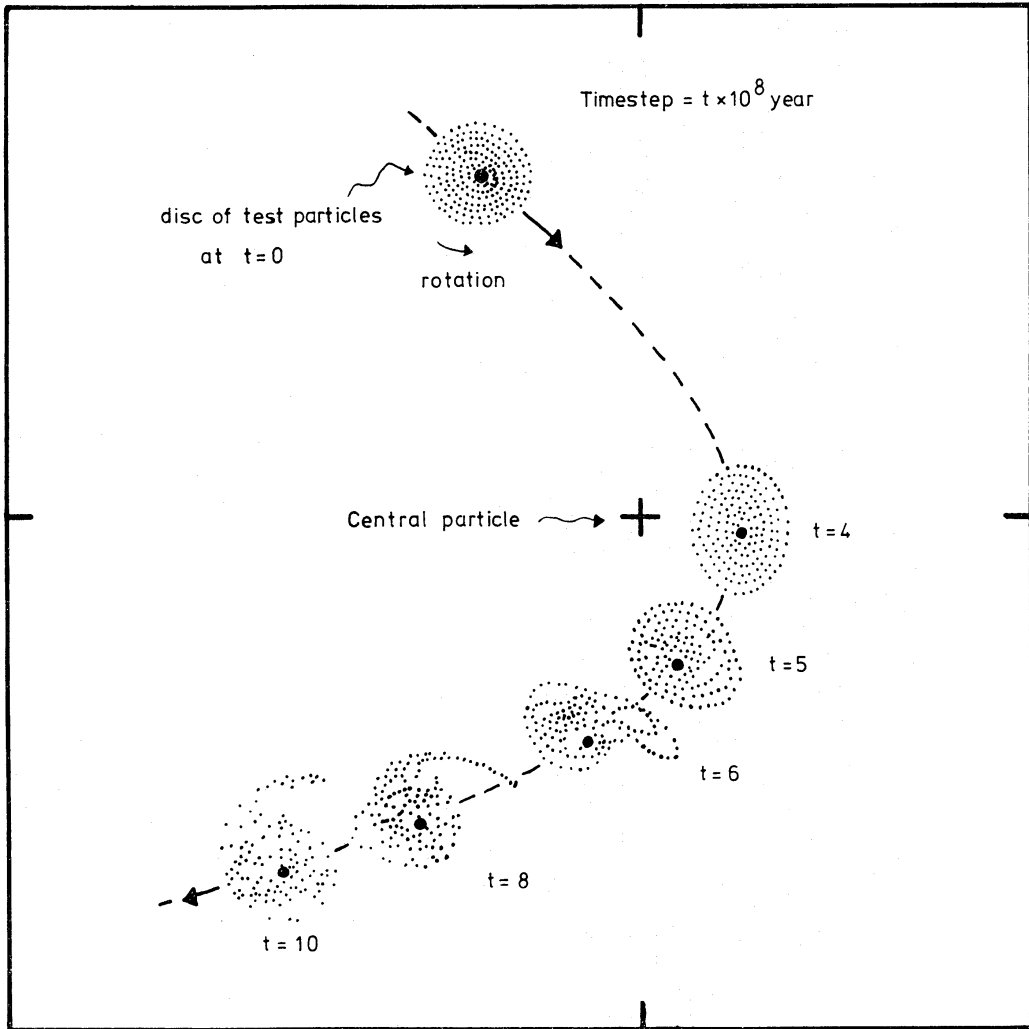 Timestep = t×10⁸ year
disc of test particles
at t=0
rotation
Central particle
t=4
t=5
t=6
t=8
t=10